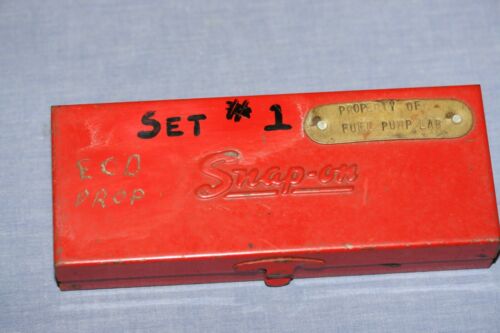 SET # 1
PROPERTY OF
FUEL PUMP LAB
ECD
PROP
Snap-on